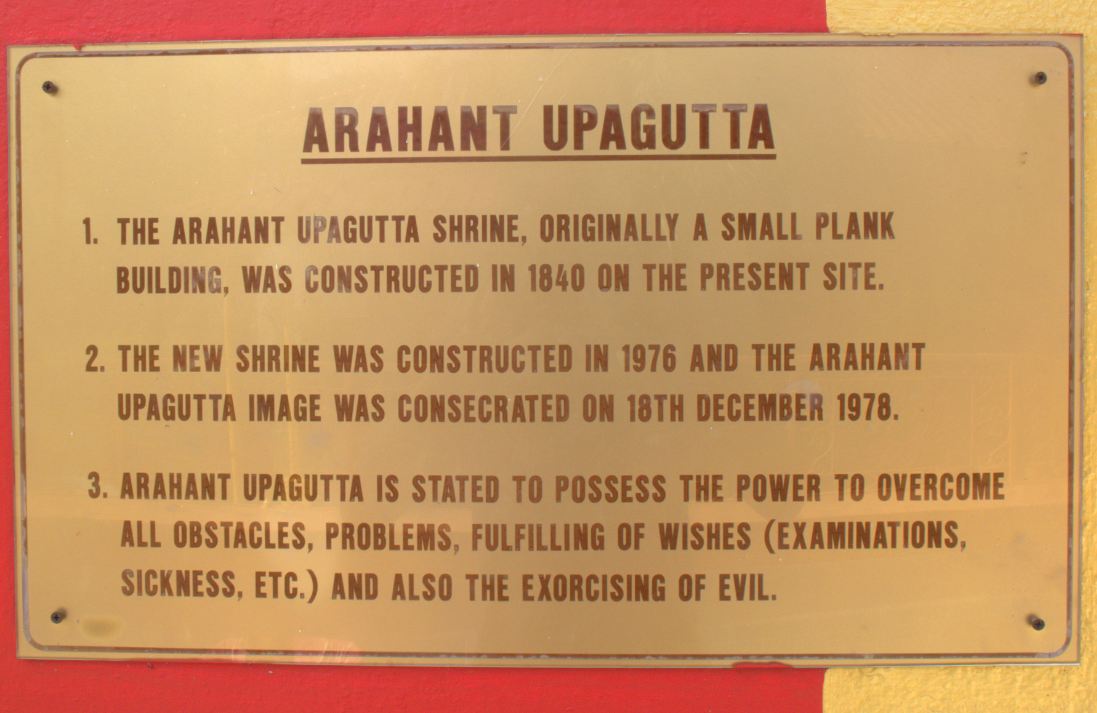 ARAHANT UPAGUTTA
1. THE ARAHANT UPAGUTTA SHRINE, ORIGINALLY A SMALL PLANK
BUILDING, WAS CONSTRUCTED IN 1840 ON THE PRESENT SITE.
2. THE NEW SHRINE WAS CONSTRUCTED IN 1976 AND THE ARAHANT
UPAGUTTA IMAGE WAS CONSECRATED ON 18TH DECEMBER 1978.
3. ARAHANT UPAGUTTA IS STATED TO POSSESS THE POWER TO OVERCOME
ALL OBSTACLES, PROBLEMS, FULFILLING OF WISHES (EXAMINATIONS,
SICKNESS, ETC.) AND ALSO THE EXORCISING OF EVIL.